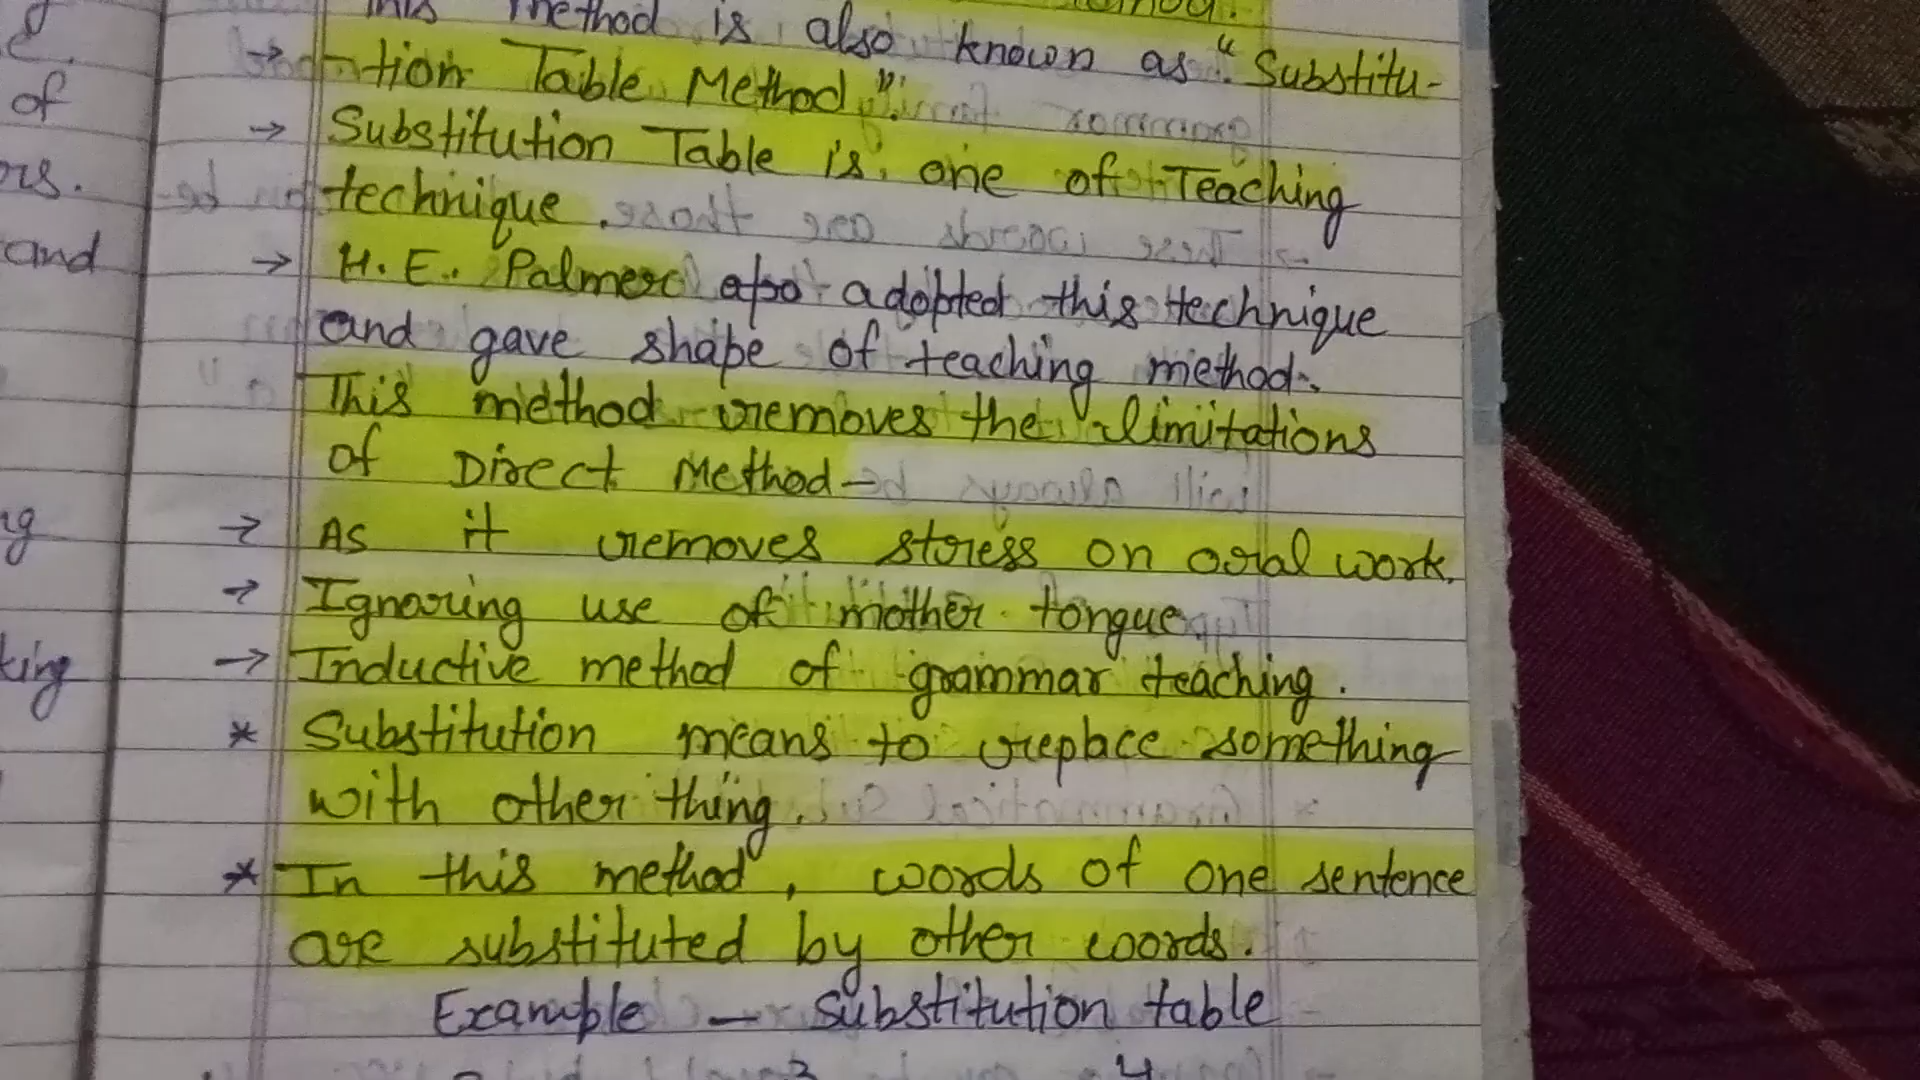 This method is also known as "Substitu-
→ tion Table Method".
→ Substitution Table is one of Teaching
technique.
→ H. E. Palmer also adopted this technique
and gave shape of teaching method.
This method removes the limitations
of Direct Method-
→ As it removes stress on oral work.
→ Ignoring use of mother tongue
→ Inductive method of grammar teaching.
* Substitution means to replace something
with other thing.
* In this method, words of one sentence
are substituted by other words.
Example - Substitution table
of
and